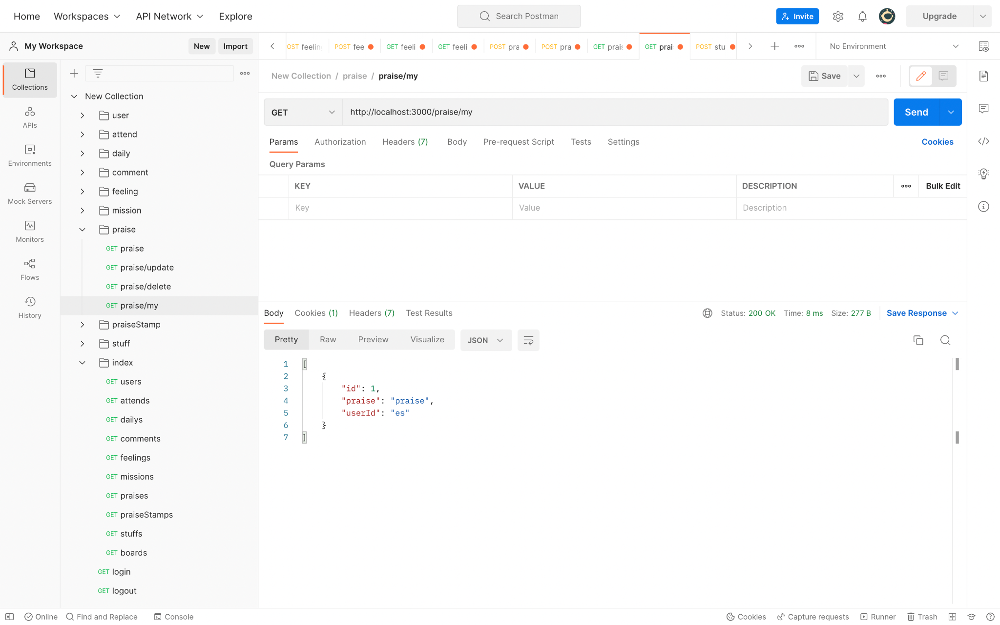 Home Workspaces API Network Explore Search Postman Invite Upgrade
My Workspace New Import
OST feelin POST fee GET feeli GET feeli POST pra POST pra GET prais GET prai POST stu No Environment
Collections
APIs
Environments
Mock Servers
Monitors
Flows
History
New Collection
user
attend
daily
comment
feeling
mission
praise
GET praise
GET praise/update
GET praise/delete
GET praise/my
praiseStamp
stuff
index
GET users
GET attends
GET dailys
GET comments
GET feelings
GET missions
GET praises
GET praiseStamps
GET stuffs
GET boards
GET login
GET logout
New Collection / praise / praise/my Save
GET http://localhost:3000/praise/my Send
Params Authorization Headers (7) Body Pre-request Script Tests Settings Cookies
Query Params
KEY VALUE DESCRIPTION Bulk Edit
Key Value Description
Body Cookies (1) Headers (7) Test Results Status: 200 OK Time: 8 ms Size: 277 B Save Response
Pretty Raw Preview Visualize JSON
1 [
2 {
3 "id": 1,
4 "praise": "praise",
5 "userId": "es"
6 }
7 ]
Online Find and Replace Console Cookies Capture requests Runner Trash